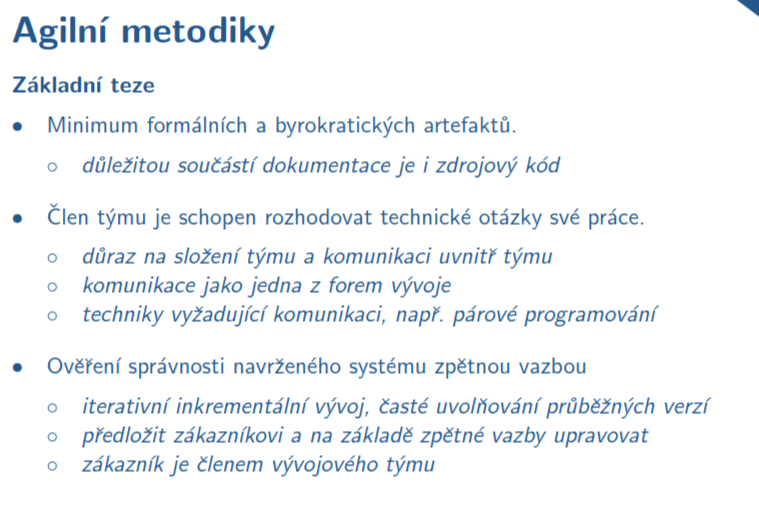 Agilní metodiky
Základní teze
• Minimum formálních a byrokratických artefaktů.
○ důležitou součástí dokumentace je i zdrojový kód
• Člen týmu je schopen rozhodovat technické otázky své práce.
○ důraz na složení týmu a komunikaci uvnitř týmu
○ komunikace jako jedna z forem vývoje
○ techniky vyžadující komunikaci, např. párové programování
• Ověření správnosti navrženého systému zpětnou vazbou
○ iterativní inkrementální vývoj, časté uvolňování průběžných verzí
○ předložit zákazníkovi a na základě zpětné vazby upravovat
○ zákazník je členem vývojového týmu